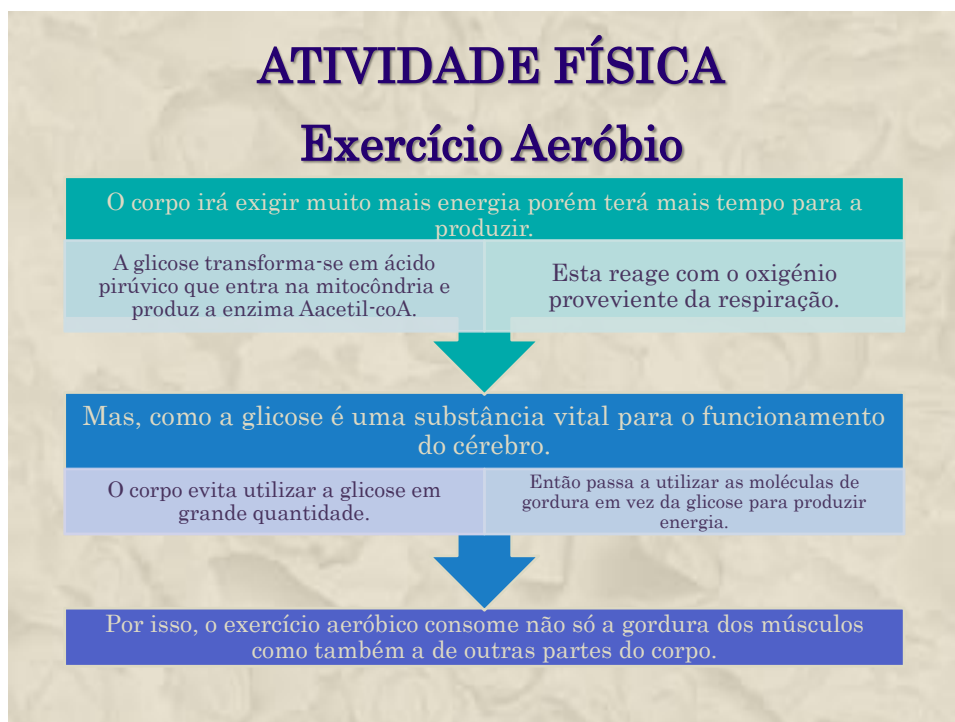 ATIVIDADE FÍSICA
Exercício Aeróbio
O corpo irá exigir muito mais energia porém terá mais tempo para a
produzir.
A glicose transforma-se em ácido
pirúvico que entra na mitocôndria e
produz a enzima Aacetil-coA.
Esta reage com o oxigénio
proveviente da respiração.
Mas, como a glicose é uma substância vital para o funcionamento
do cérebro.
O corpo evita utilizar a glicose em
grande quantidade.
Então passa a utilizar as moléculas de
gordura em vez da glicose para produzir
energia.
Por isso, o exercício aeróbico consome não só a gordura dos músculos
como também a de outras partes do corpo.